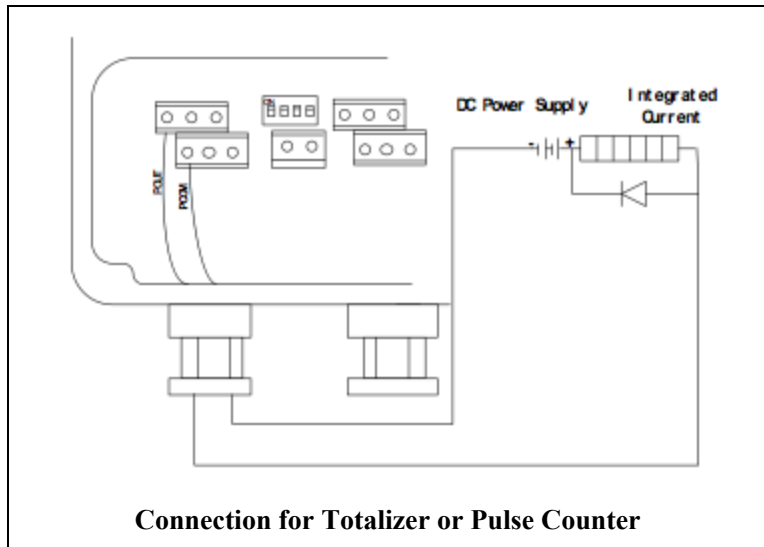 DC Power Supply
Integrated
Current
- +
POUT
PCOM
Connection for Totalizer or Pulse Counter